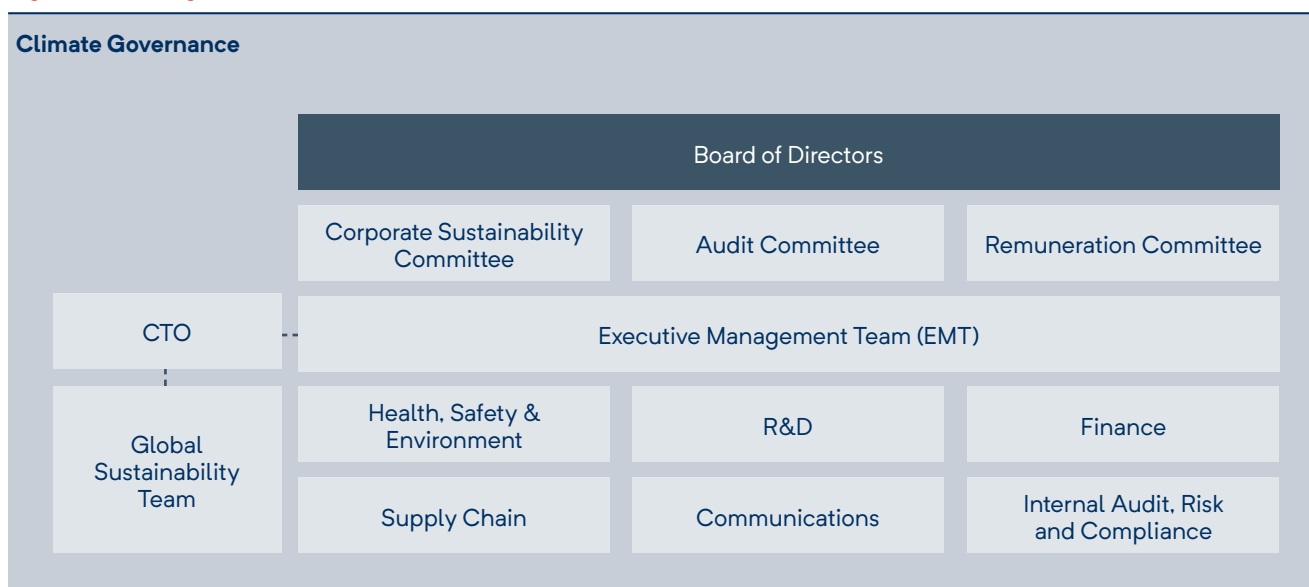 Climate Governance
Board of Directors
Corporate Sustainability
Committee
Audit Committee
Remuneration Committee
CTO
Executive Management Team (EMT)
Global
Sustainability
Team
Health, Safety &
Environment
R&D
Finance
Supply Chain
Communications
Internal Audit, Risk
and Compliance